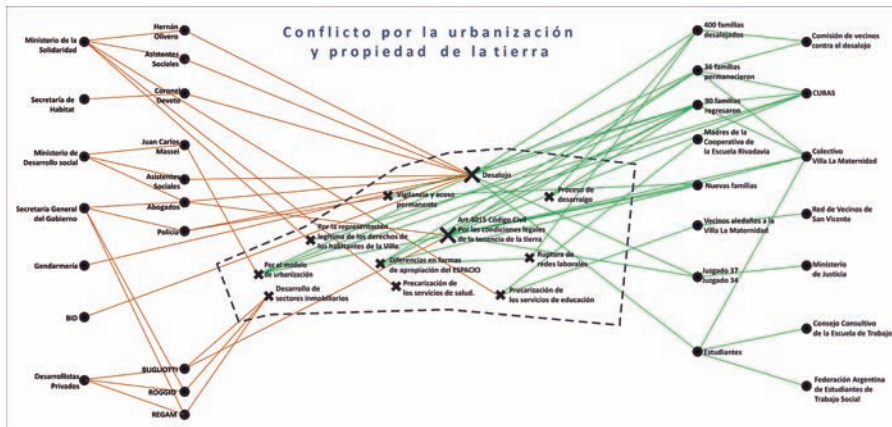 Conflicto por la urbanización
y propiedad de la tierra
Ministerio de la
Solidaridad
Secretaría de
Habitat
Ministerio de
Desarrollo social
Secretaría General
del Gobierno
Gendarmería
BID
Desarrollistas
Privados
Hernán
Olivero
Asistentes
Sociales
Coronel
Devoto
Juan Carlos
Massei
Asistentes
Sociales
Abogados
Policía
BUGLIOTTI
ROGGIO
REGAM
Desalojo
Vigilancia y acoso
permanente
Proceso de
desarraigo
Art 4015 Código Civil
Por las condiciones legales
de la tenencia de la tierra
Por la representación
legítima de los derechos de
los habitantes de la Villa.
Por el modelo
de urbanización
Diferencias en formas
de apropiación del ESPACIO
Ruptura de
redes laborales
Desarrollo de
sectores inmobiliarios
Precarización de
los servicios de salud.
Precarización de
los servicios de educación
400 familias
desalojados
36 familias
permanecieron
30 familias
regresaron
Madres de la
Cooperativa de
la Escuela Rivadavia
Nuevas familias
Vecinos aledaños a la
Villa La Maternidad
Juzgado 37
Juzgado 34
Estudiantes
Comisión de vecinos
contra el desalojo
CUBAS
Colectivo
Villa La Maternidad
Red de Vecinos de
San Vicente
Ministerio
de Justicia
Consejo Consultivo
de la Escuela de Trabajo
Federación Argentina
de Estudiantes de
Trabajo Social